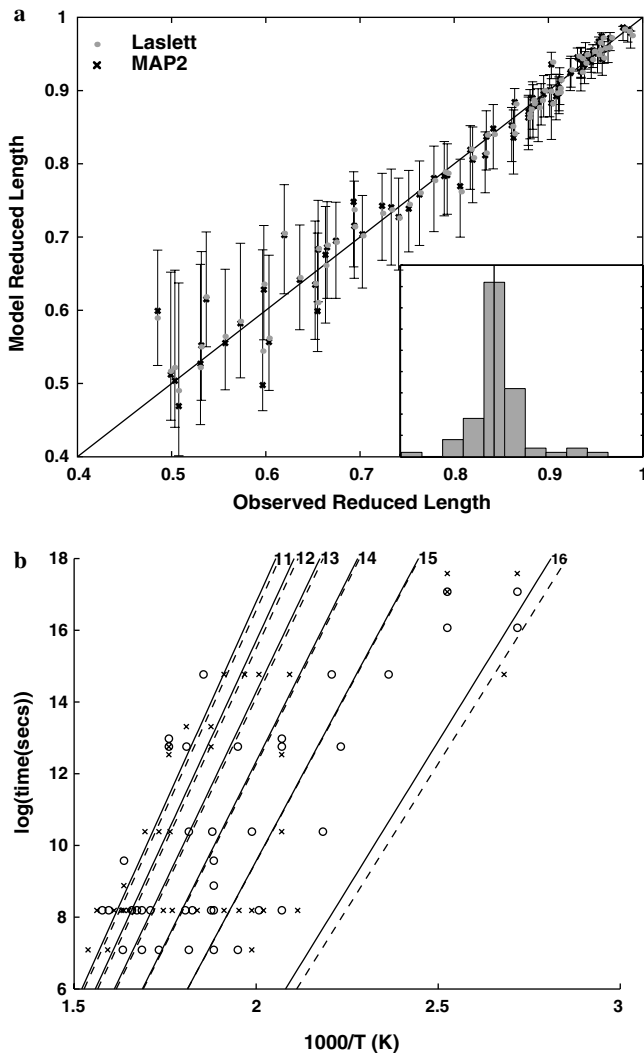 a
1
0.9
0.8
0.7
0.6
0.5
0.4
Model Reduced Length
Laslett
MAP2
0.4 0.5 0.6 0.7 0.8 0.9 1
Observed Reduced Length
b
18
16
14
12
10
8
6
log(time(secs))
11 12 13 14 15 16
1.5 2 2.5 3
1000/T (K)